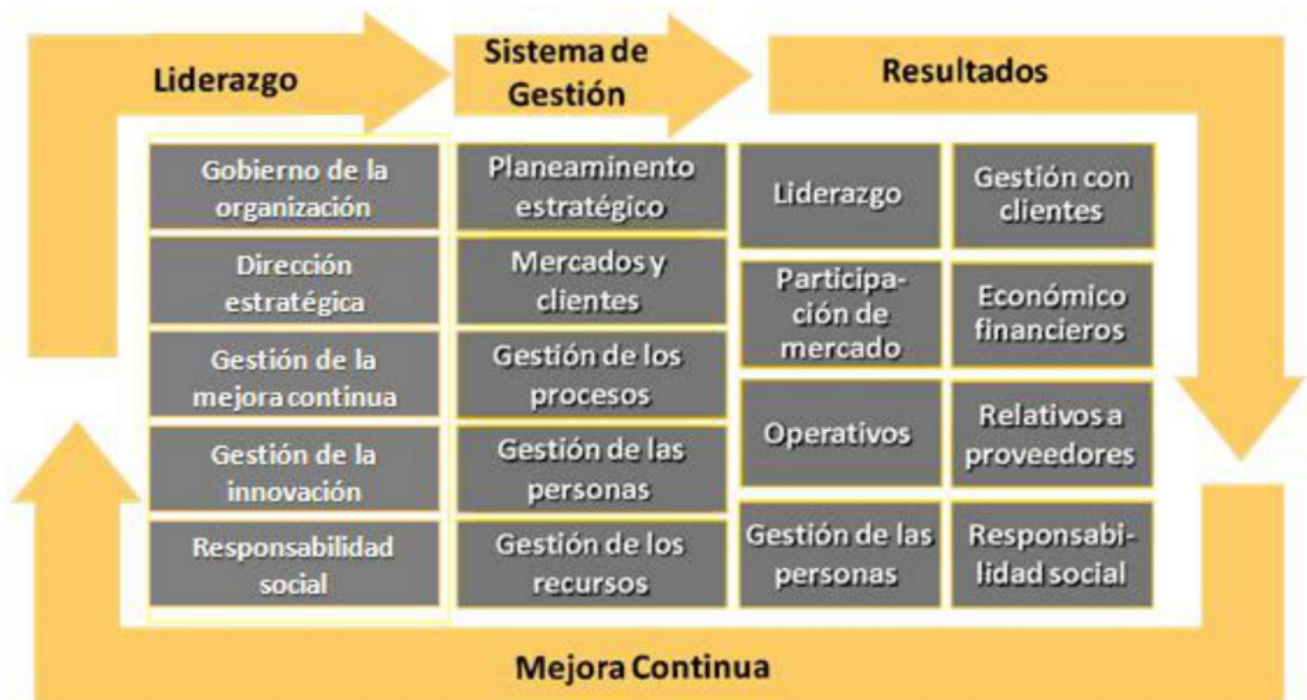 Liderazgo
Sistema de
Gestión
Resultados
Gobierno de la
organización
Dirección
estratégica
Gestión de la
mejora continua
Gestión de la
innovación
Responsabilidad
social
Planeaminento
estratégico
Mercados y
clientes
Gestión de los
procesos
Gestión de las
personas
Gestión de los
recursos
Liderazgo
Participa-
ción de
mercado
Operativos
Gestión de las
personas
Gestión con
clientes
Económico
financieros
Relativos a
proveedores
Responsabi-
lidad social
Mejora Continua